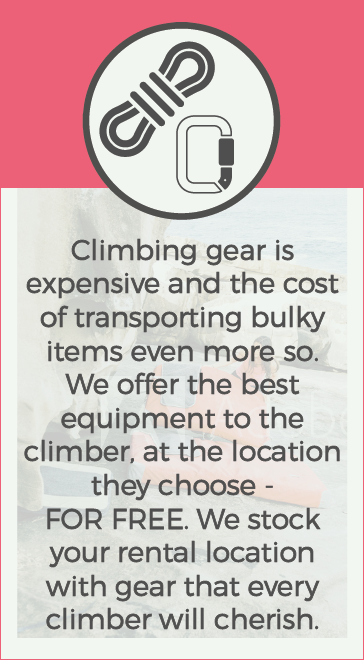 Climbing gear is
expensive and the cost
of transporting bulky
items even more so.
We offer the best
equipment to the
climber, at the location
they choose -
FOR FREE. We stock
your rental location
with gear that every
climber will cherish.